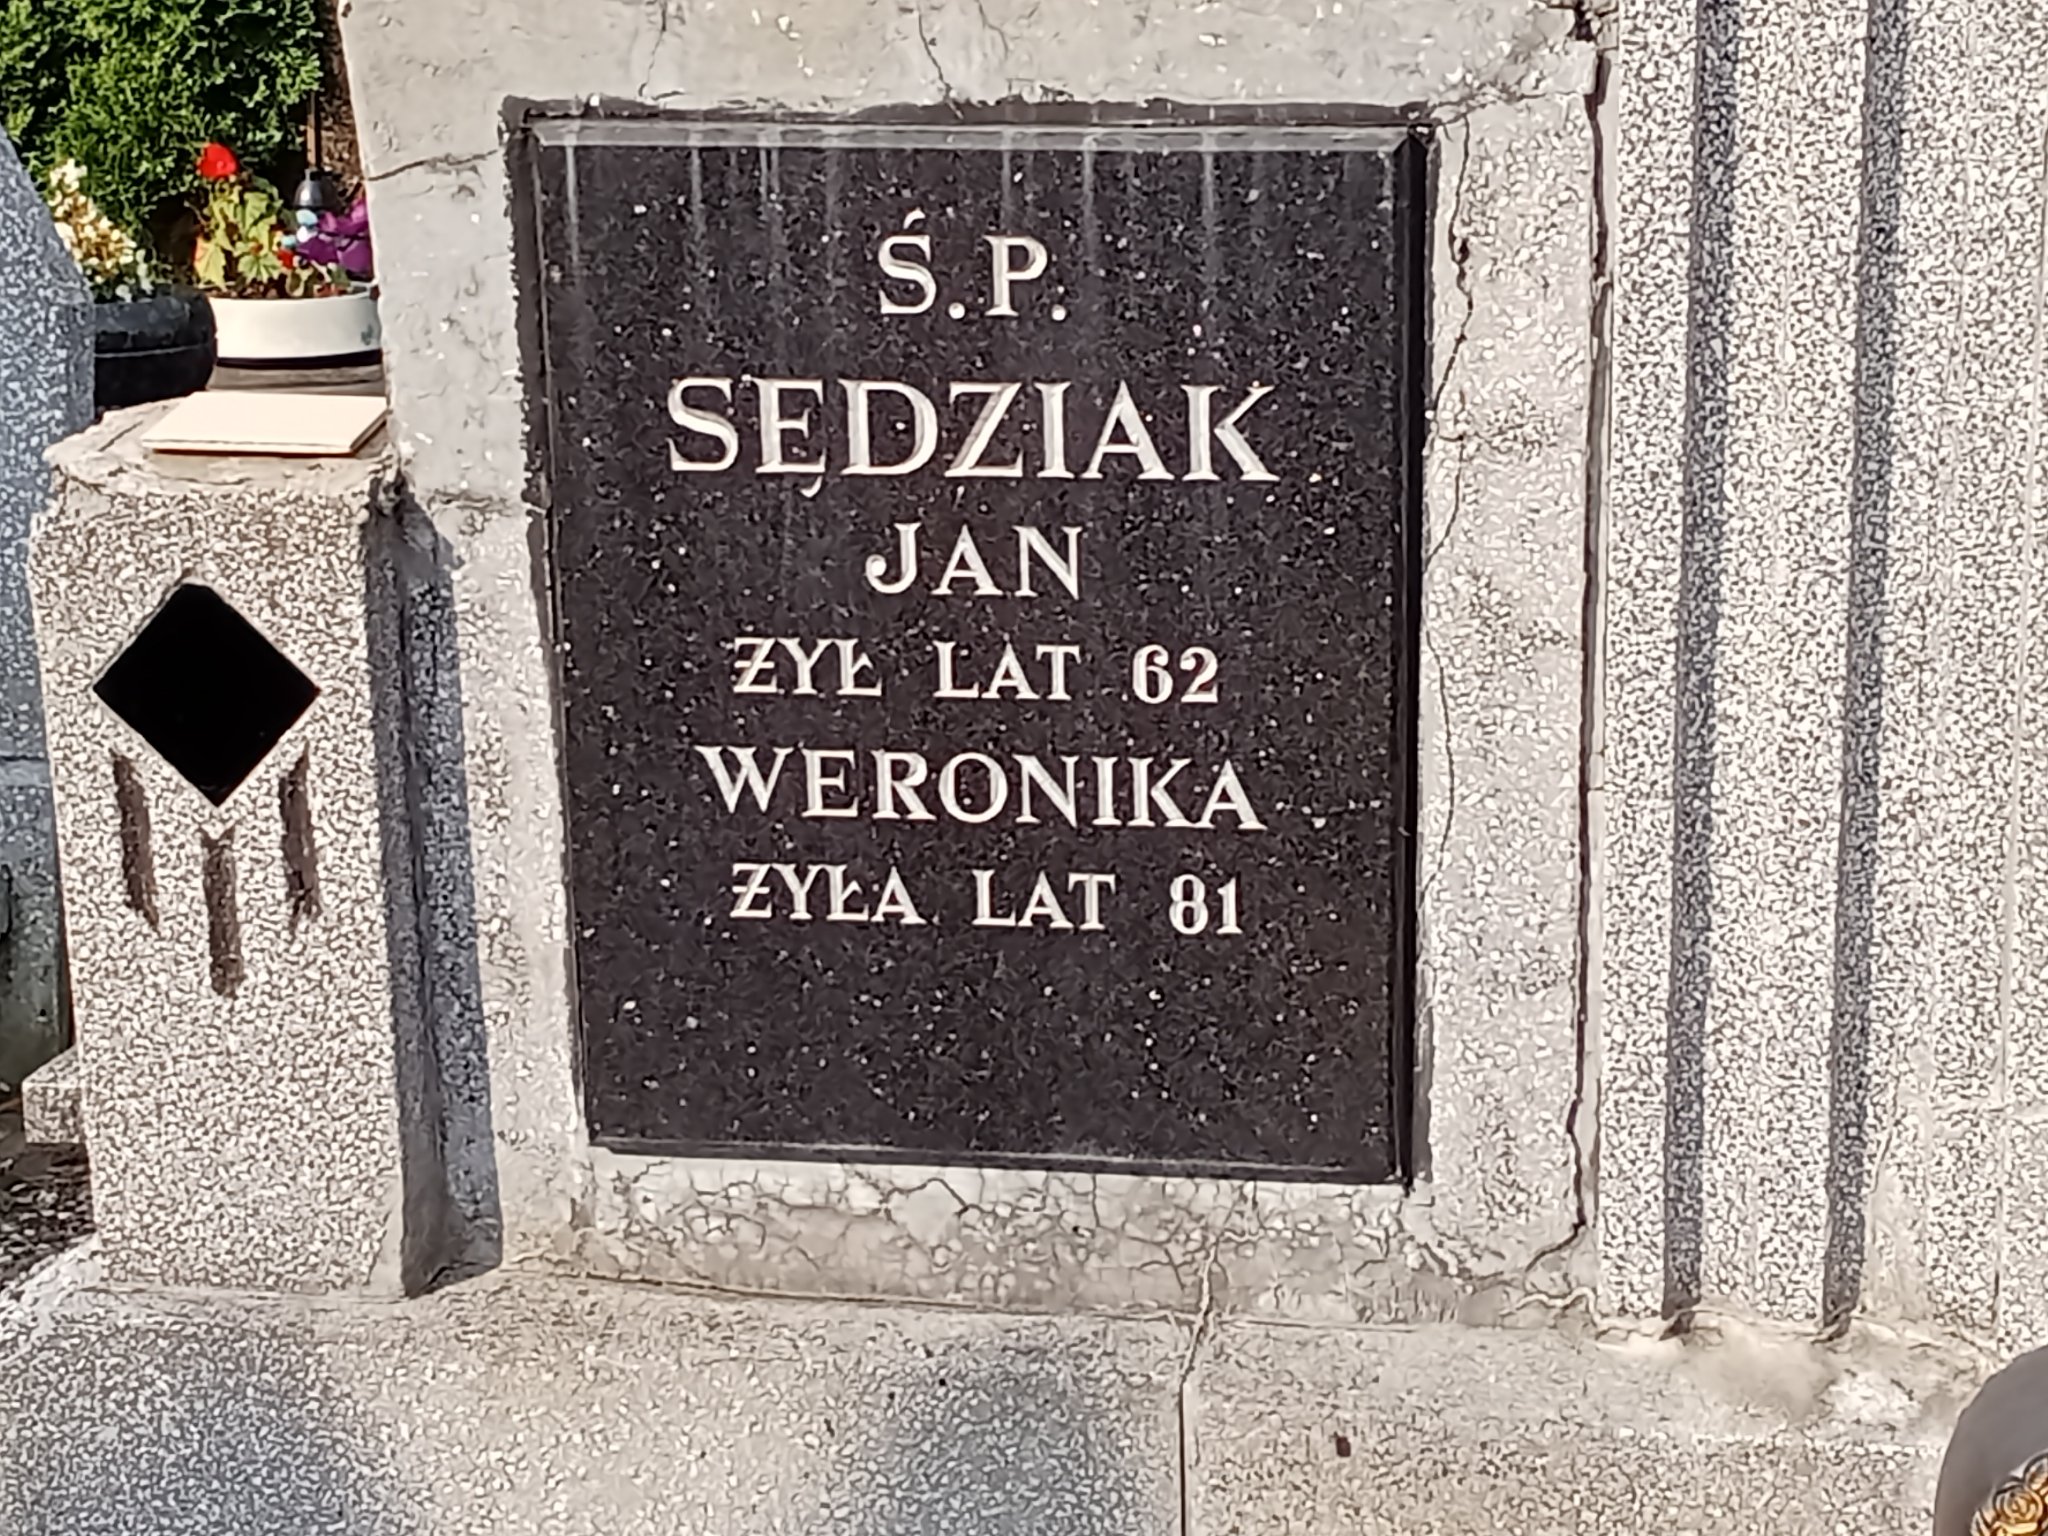 Ś.P.
SĘDZIAK
JAN
ŻYŁ LAT 62
WERONIKA
ŻYŁA LAT 81